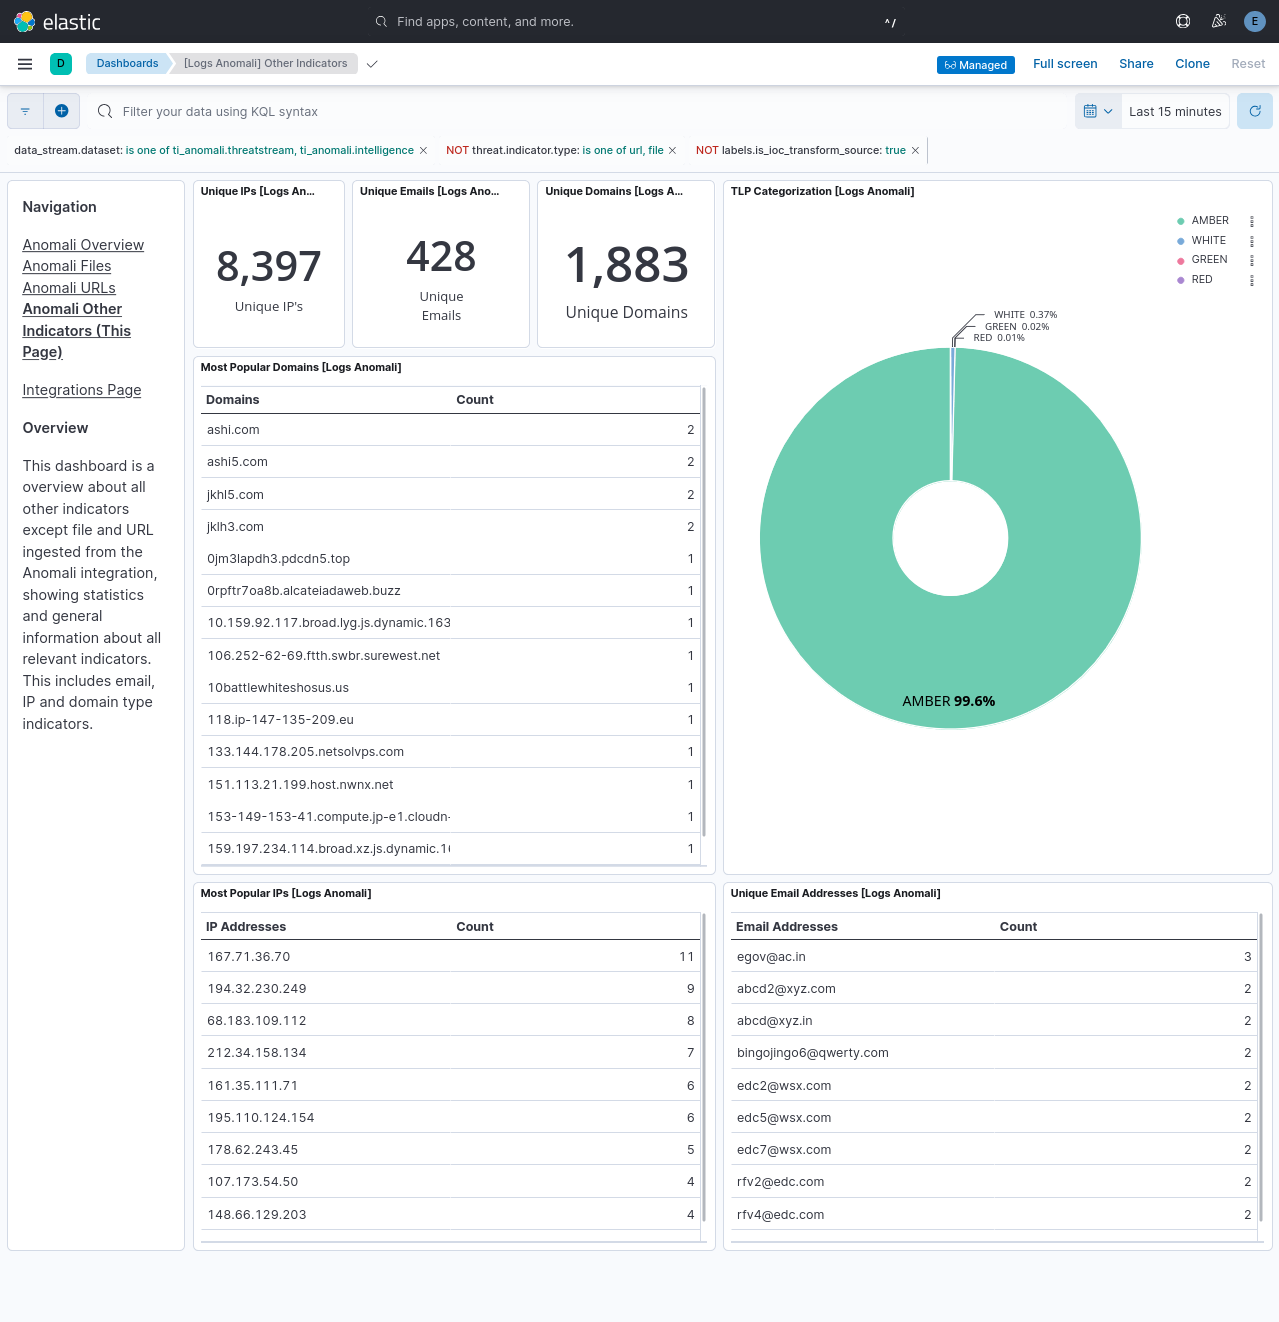 elastic
Find apps, content, and more.
^/
E
D
Dashboards
[Logs Anomali] Other Indicators
Managed
Full screen
Share
Clone
Reset
Filter your data using KQL syntax
Last 15 minutes
data_stream.dataset: is one of ti_anomali.threatstream, ti_anomali.intelligence
NOT threat.indicator.type: is one of url, file
NOT labels.is_ioc_transform_source: true
Navigation
Anomali Overview
Anomali Files
Anomali URLs
Anomali Other
Indicators (This
Page)
Integrations Page
Overview
This dashboard is a
overview about all
other indicators
except file and URL
ingested from the
Anomali integration,
showing statistics
and general
information about all
relevant indicators.
This includes email,
IP and domain type
indicators.
Unique IPs [Logs An...
8,397
Unique IP's
Unique Emails [Logs Ano...
428
Unique
Emails
Unique Domains [Logs A...
1,883
Unique Domains
TLP Categorization [Logs Anomali]
AMBER
WHITE
GREEN
RED
WHITE 0.37%
GREEN 0.02%
RED 0.01%
AMBER 99.6%
Most Popular Domains [Logs Anomali]
Domains Count
ashi.com 2
ashi5.com 2
jkhl5.com 2
jklh3.com 2
0jm3lapdh3.pdcdn5.top 1
0rpftr7oa8b.alcateiadaweb.buzz 1
10.159.92.117.broad.lyg.js.dynamic.163 1
106.252-62-69.ftth.swbr.surewest.net 1
10battlewhiteshosus.us 1
118.ip-147-135-209.eu 1
133.144.178.205.netsolvps.com 1
151.113.21.199.host.nwnx.net 1
153-149-153-41.compute.jp-e1.cloudn- 1
159.197.234.114.broad.xz.js.dynamic.1 1
Most Popular IPs [Logs Anomali]
IP Addresses Count
167.71.36.70 11
194.32.230.249 9
68.183.109.112 8
212.34.158.134 7
161.35.111.71 6
195.110.124.154 6
178.62.243.45 5
107.173.54.50 4
148.66.129.203 4
Unique Email Addresses [Logs Anomali]
Email Addresses Count
egov@ac.in 3
abcd2@xyz.com 2
abcd@xyz.in 2
bingojingo6@qwerty.com 2
edc2@wsx.com 2
edc5@wsx.com 2
edc7@wsx.com 2
rfv2@edc.com 2
rfv4@edc.com 2